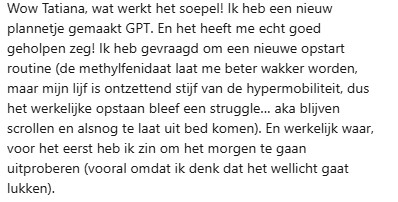 Wow Tatiana, wat werkt het soepel! Ik heb een nieuw
plannetje gemaakt GPT. En het heeft me echt goed
geholpen zeg! Ik heb gevraagd om een nieuwe opstart
routine (de methylfenidaat laat me beter wakker worden,
maar mijn lijf is ontzettend stijf van de hypermobiliteit, dus
het werkelijke opstaan bleef een struggle... aka blijven
scrollen en alsnog te laat uit bed komen). En werkelijk waar,
voor het eerst heb ik zin om het morgen te gaan
uitproberen (vooral omdat ik denk dat het wellicht gaat
lukken).